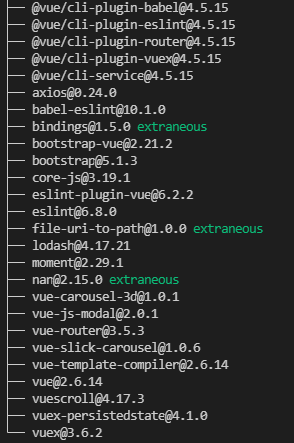 ├── @vue/cli-plugin-babel@4.5.15
├── @vue/cli-plugin-eslint@4.5.15
├── @vue/cli-plugin-router@4.5.15
├── @vue/cli-plugin-vuex@4.5.15
├── @vue/cli-service@4.5.15
├── axios@0.24.0
├── babel-eslint@10.1.0
├── bindings@1.5.0 extraneous
├── bootstrap-vue@2.21.2
├── bootstrap@5.1.3
├── core-js@3.19.1
├── eslint-plugin-vue@6.2.2
├── eslint@6.8.0
├── file-uri-to-path@1.0.0 extraneous
├── lodash@4.17.21
├── moment@2.29.1
├── nan@2.15.0 extraneous
├── vue-carousel-3d@1.0.1
├── vue-js-modal@2.0.1
├── vue-router@3.5.3
├── vue-slick-carousel@1.0.6
├── vue-template-compiler@2.6.14
├── vue@2.6.14
├── vuescroll@4.17.3
├── vuex-persistedstate@4.1.0
└── vuex@3.6.2